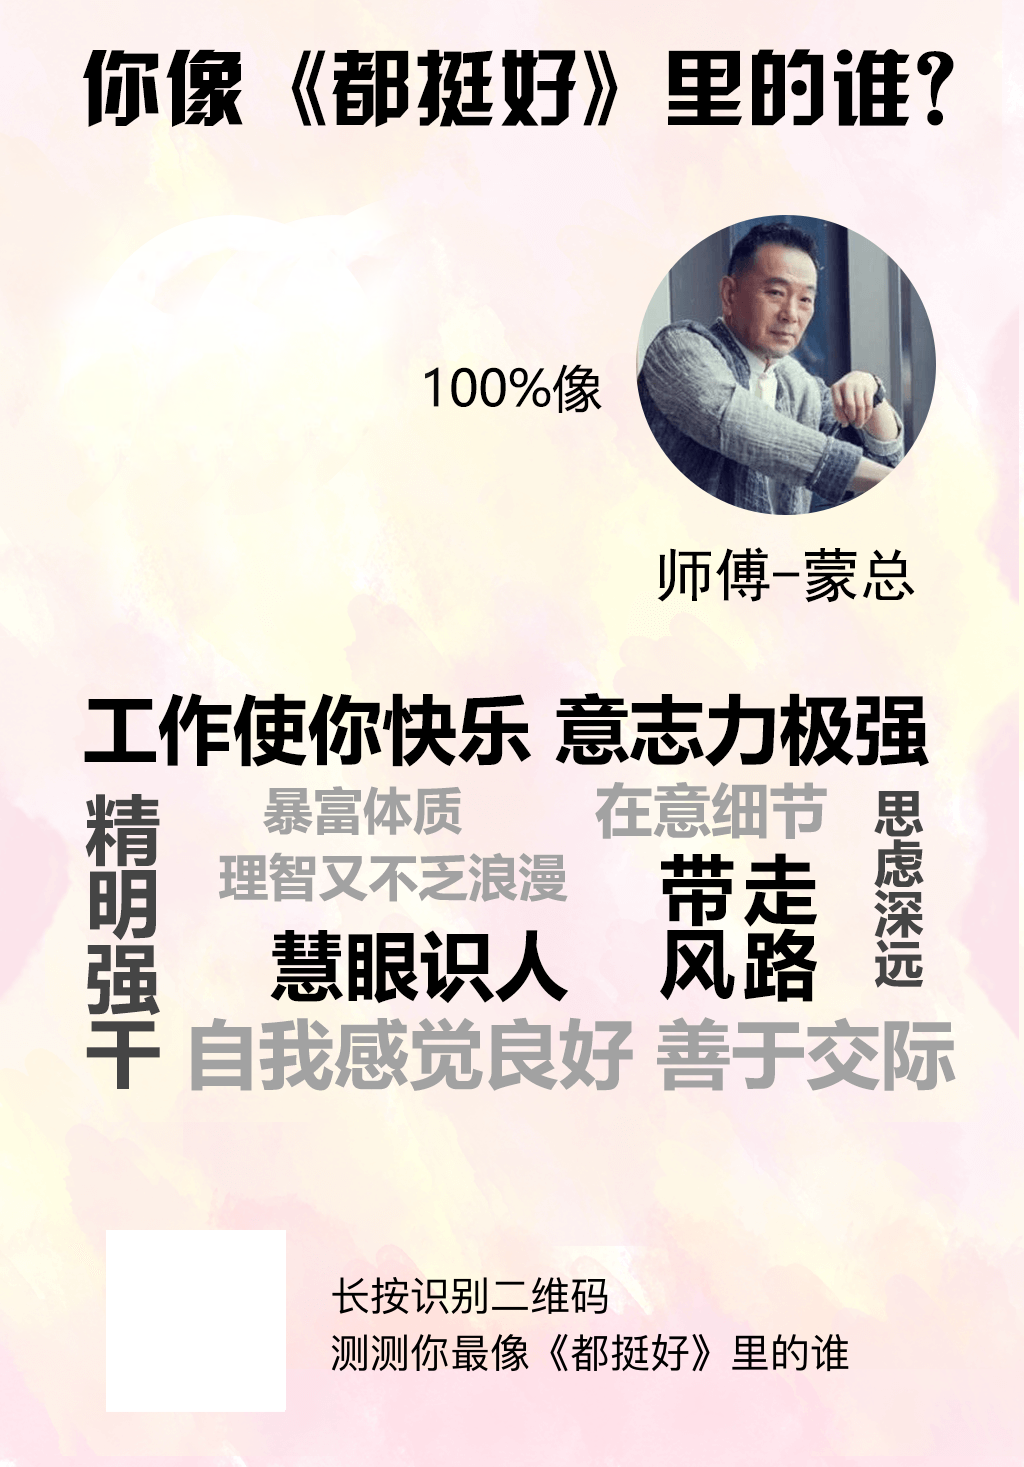 你像《都挺好》里的谁？
100%像
师傅-蒙总
工作使你快乐 意志力极强
精明强干
暴富体质
在意细节
思虑深远
理智又不乏浪漫
带走风路
慧眼识人
自我感觉良好 善于交际
长按识别二维码
测测你最像《都挺好》里的谁